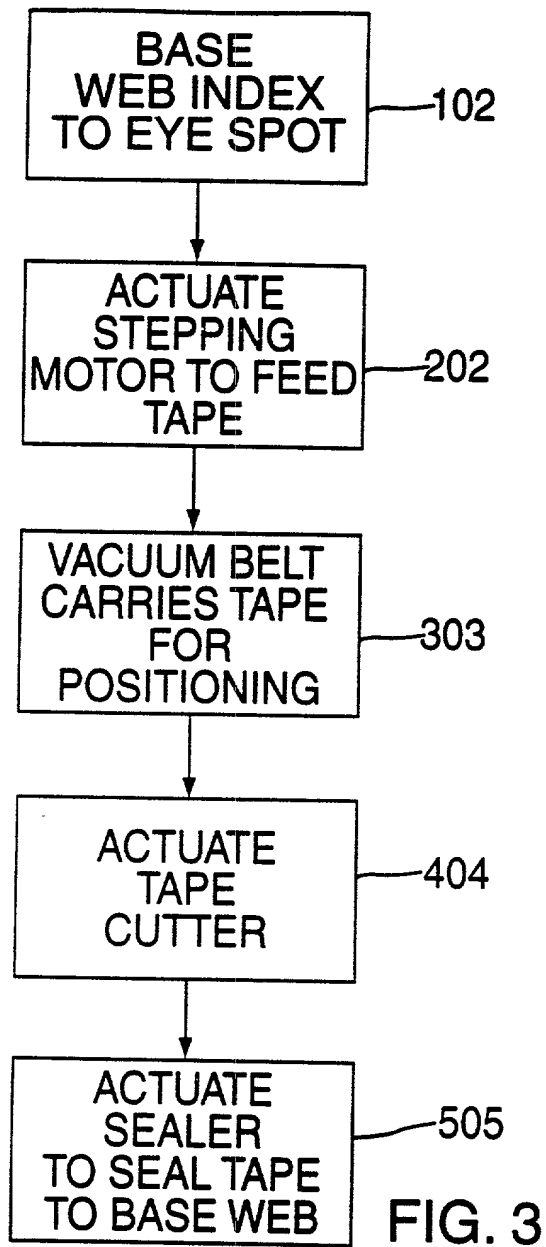 BASE
WEB INDEX
TO EYE SPOT
102
ACTUATE
STEPPING
MOTOR TO FEED
TAPE
202
VACUUM BELT
CARRIES TAPE
FOR
POSITIONING
303
ACTUATE
TAPE
CUTTER
404
ACTUATE
SEALER
TO SEAL TAPE
TO BASE WEB
505
FIG. 3